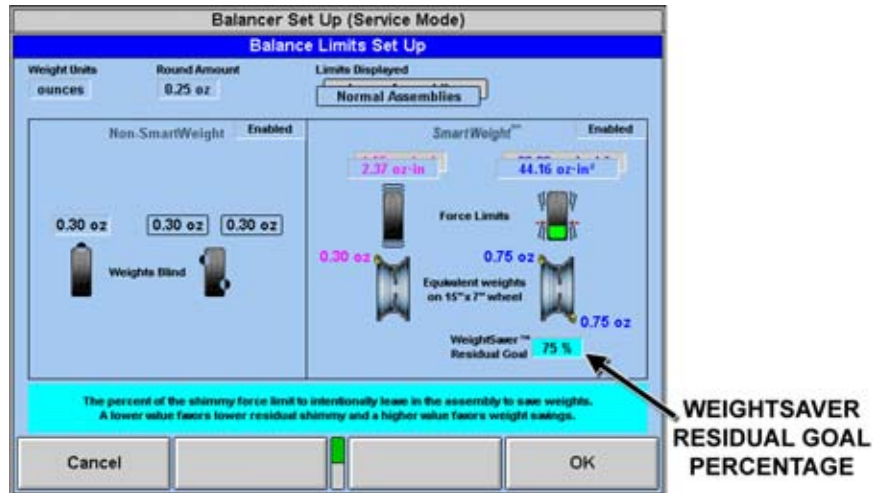 Balancer Set Up (Service Mode)
Balance Limits Set Up
Weight Units
Round Amount
Limits Displayed
ounces
0.25 oz
Normal Assemblies
Non-SmartWeight
Enabled
SmartWeight™
Enabled
2.37 oz-in
44.16 oz-in²
0.30 oz
0.30 oz
0.30 oz
Weights Blind
Force Limits
0.30 oz
0.75 oz
Equivalent weights
on 15"x 7" wheel
0.75 oz
WeightSaver™
Residual Goal
75 %
The percent of the shimmy force limit to intentionally leave in the assembly to save weights.
A lower value favors lower residual shimmy and a higher value favors weight savings.
Cancel
OK
WEIGHTSAVER
RESIDUAL GOAL
PERCENTAGE